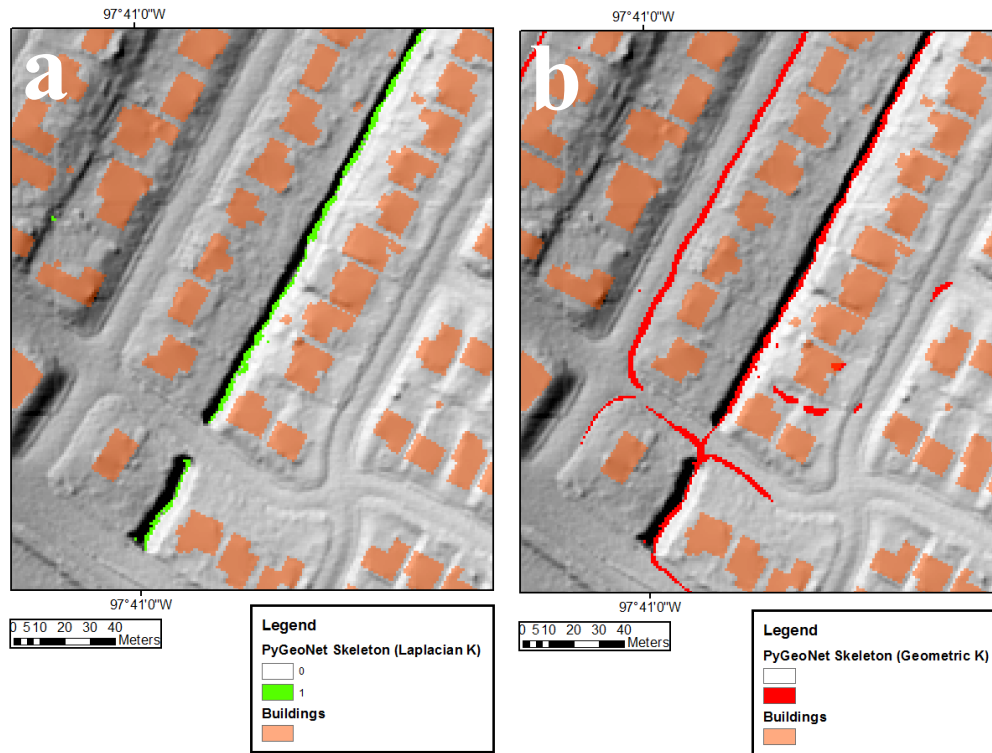 97°41'0"W
a
97°41'0"W
0 5 10 20 30 40
Meters
Legend
PyGeoNet Skeleton (Laplacian K)
0
1
Buildings
97°41'0"W
b
97°41'0"W
0 5 10 20 30 40
Meters
Legend
PyGeoNet Skeleton (Geometric K)
Buildings